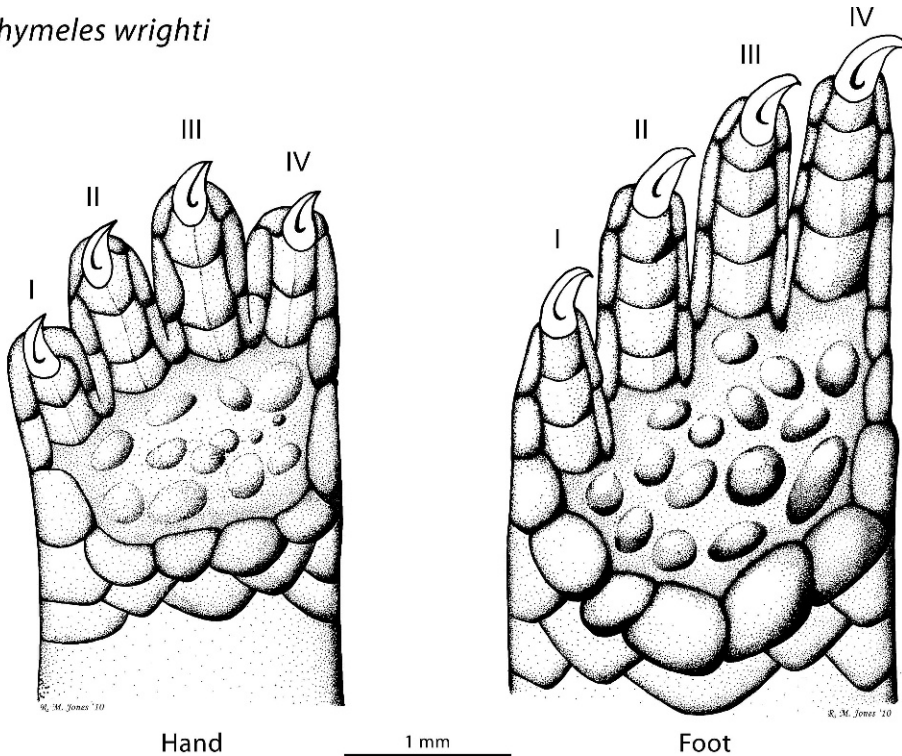 hymeles wrighti
IV
III
III
II
IV
II
I
I
R. M. Jones '10
R. M. Jones '10
Hand
1 mm
Foot